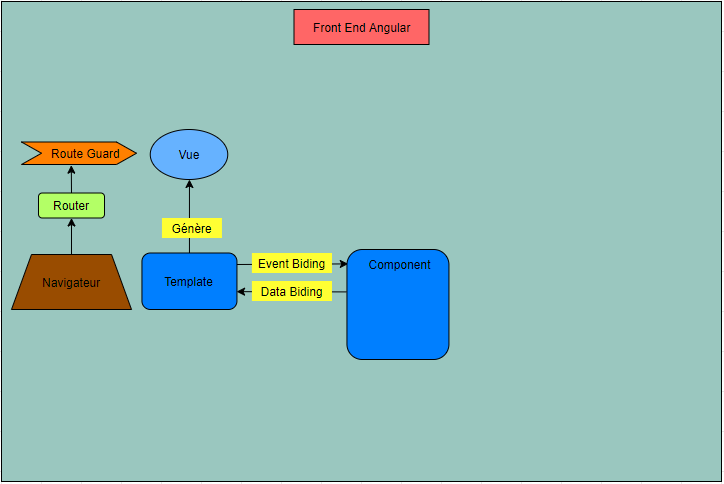 Front End Angular
Route Guard
Vue
Router
Génère
Event Biding
Component
Navigateur
Template
Data Biding